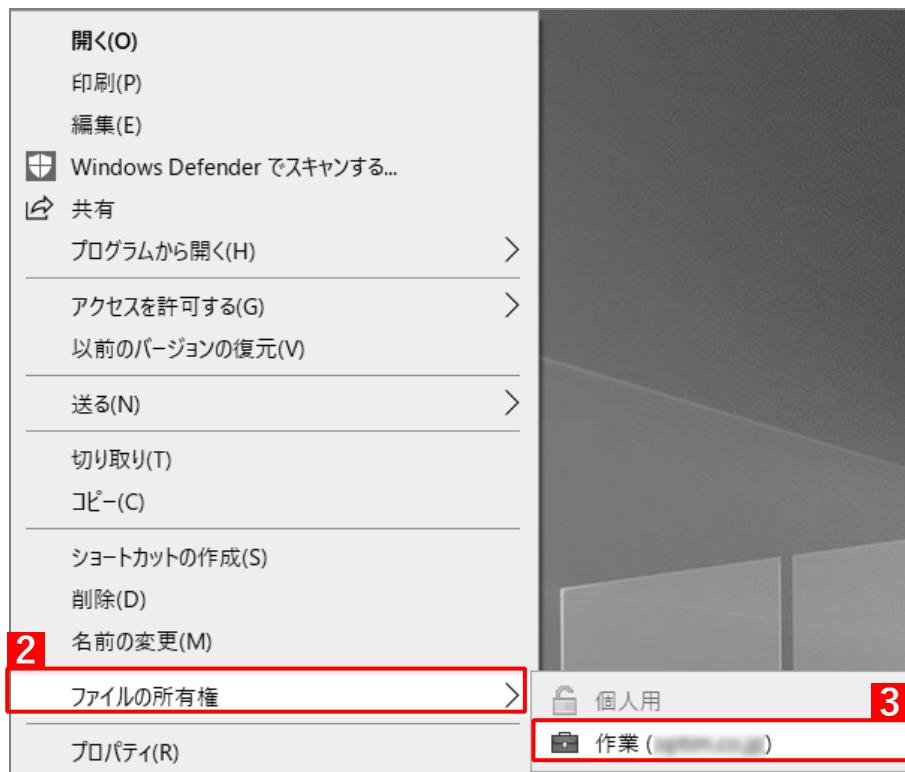 開く(O)
印刷(P)
編集(E)
Windows Defender でスキャンする...
共有
プログラムから開く(H)
アクセスを許可する(G)
以前のバージョンの復元(V)
送る(N)
切り取り(T)
コピー(C)
ショートカットの作成(S)
削除(D)
名前の変更(M)
2
ファイルの所有権
個人用
3
作業 ( )
プロパティ(R)